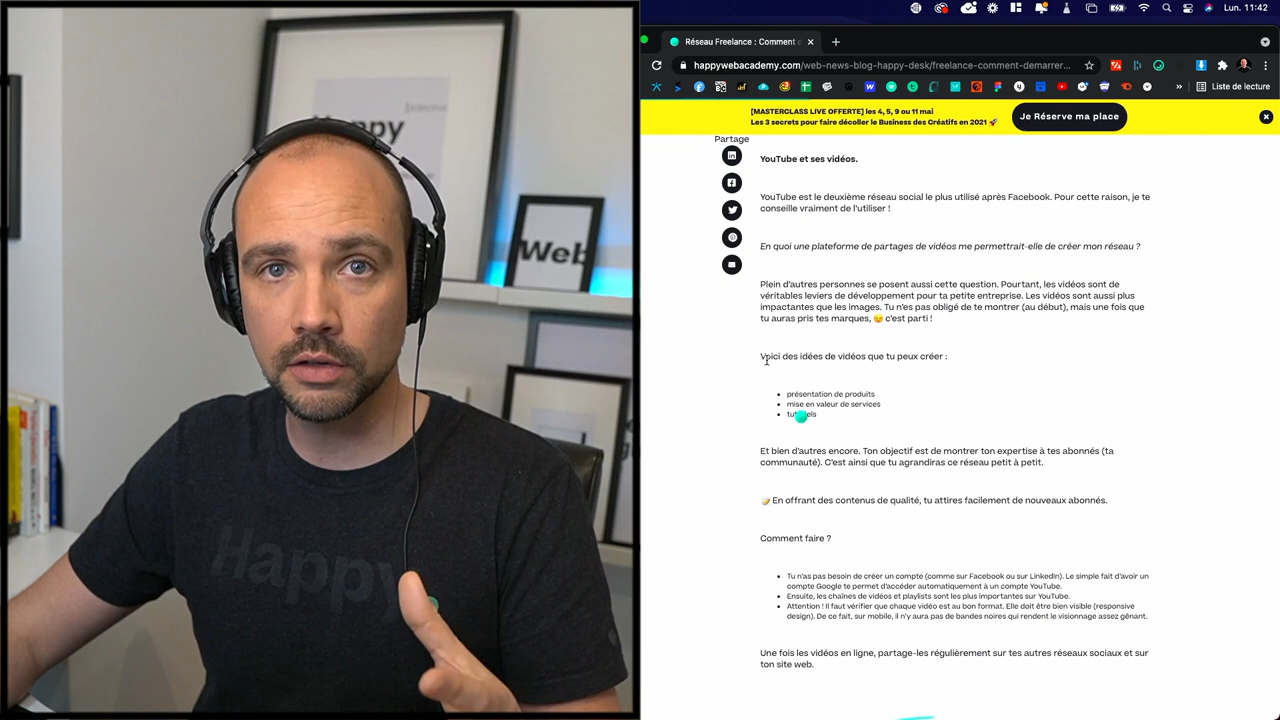 Happy
Web
Happy
Lun. 11:42
Réseau Freelance : Comment d
happywebacademy.com/web-news-blog-happy-desk/freelance-comment-demarrer...
Liste de lecture
[MASTERCLASS LIVE OFFERTE] les 4, 5, 9 ou 11 mai
Les 3 secrets pour faire décoller le Business des Créatifs en 2021 🚀
Je Réserve ma place
Partage
YouTube et ses vidéos.
YouTube est le deuxième réseau social le plus utilisé après Facebook. Pour cette raison, je te
conseille vraiment de l'utiliser !
En quoi une plateforme de partages de vidéos me permettrait-elle de créer mon réseau ?
Plein d'autres personnes se posent aussi cette question. Pourtant, les vidéos sont de
véritables leviers de développement pour ta petite entreprise. Les vidéos sont aussi plus
impactantes que les images. Tu n'es pas obligé de te montrer (au début), mais une fois que
tu auras pris tes marques, 😉 c'est parti !
Voici des idées de vidéos que tu peux créer :
• présentation de produits
• mise en valeur de services
• tutoriels
Et bien d'autres encore. Ton objectif est de montrer ton expertise à tes abonnés (ta
communauté). C'est ainsi que tu agrandiras ce réseau petit à petit.
En offrant des contenus de qualité, tu attires facilement de nouveaux abonnés.
Comment faire ?
• Tu n'as pas besoin de créer un compte (comme sur Facebook ou sur LinkedIn). Le simple fait d'avoir un
compte Google te permet d'accéder automatiquement à un compte YouTube.
• Ensuite, les chaînes de vidéos et playlists sont les plus importantes sur YouTube.
• Attention ! Il faut vérifier que chaque vidéo est au bon format. Elle doit être bien visible (responsive
design). De ce fait, sur mobile, il n'y aura pas de bandes noires qui rendent le visionnage assez gênant.
Une fois les vidéos en ligne, partage-les régulièrement sur tes autres réseaux sociaux et sur
ton site web.